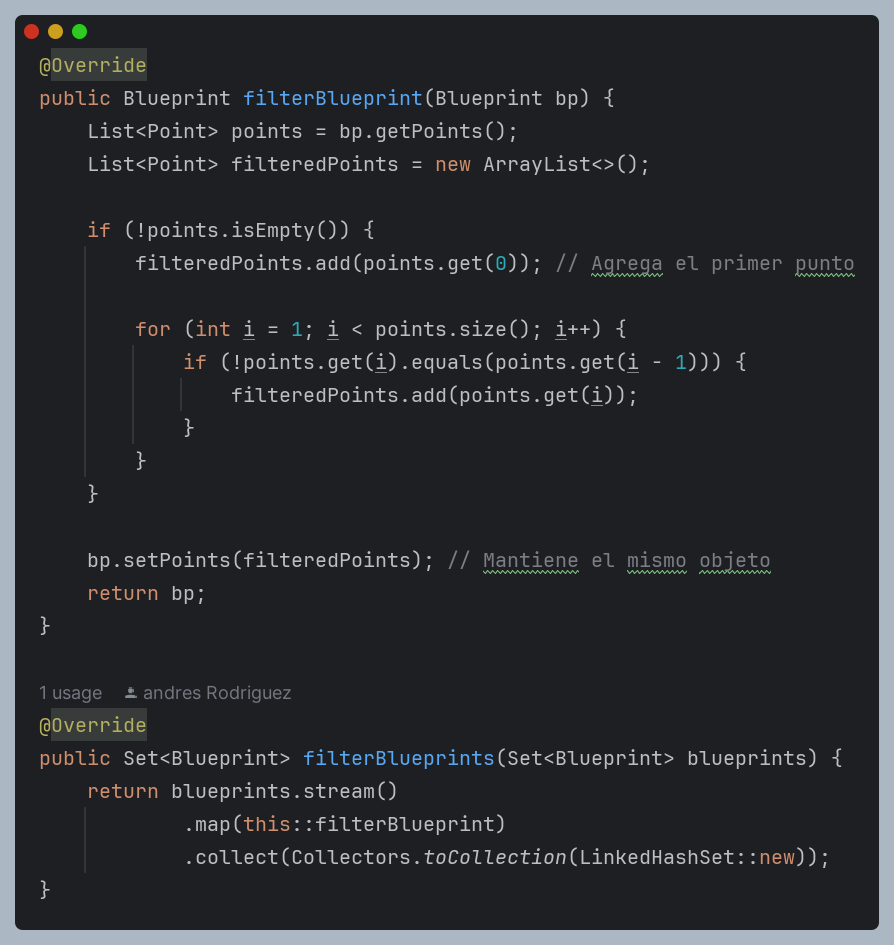 @Override
public Blueprint filterBlueprint(Blueprint bp) {
    List<Point> points = bp.getPoints();
    List<Point> filteredPoints = new ArrayList<>();

    if (!points.isEmpty()) {
        filteredPoints.add(points.get(0)); // Agrega el primer punto

        for (int i = 1; i < points.size(); i++) {
            if (!points.get(i).equals(points.get(i - 1))) {
                filteredPoints.add(points.get(i));
            }
        }
    }

    bp.setPoints(filteredPoints); // Mantiene el mismo objeto
    return bp;
}

1 usage andres Rodriguez
@Override
public Set<Blueprint> filterBlueprints(Set<Blueprint> blueprints) {
    return blueprints.stream()
            .map(this::filterBlueprint)
            .collect(Collectors.toCollection(LinkedHashSet::new));
}